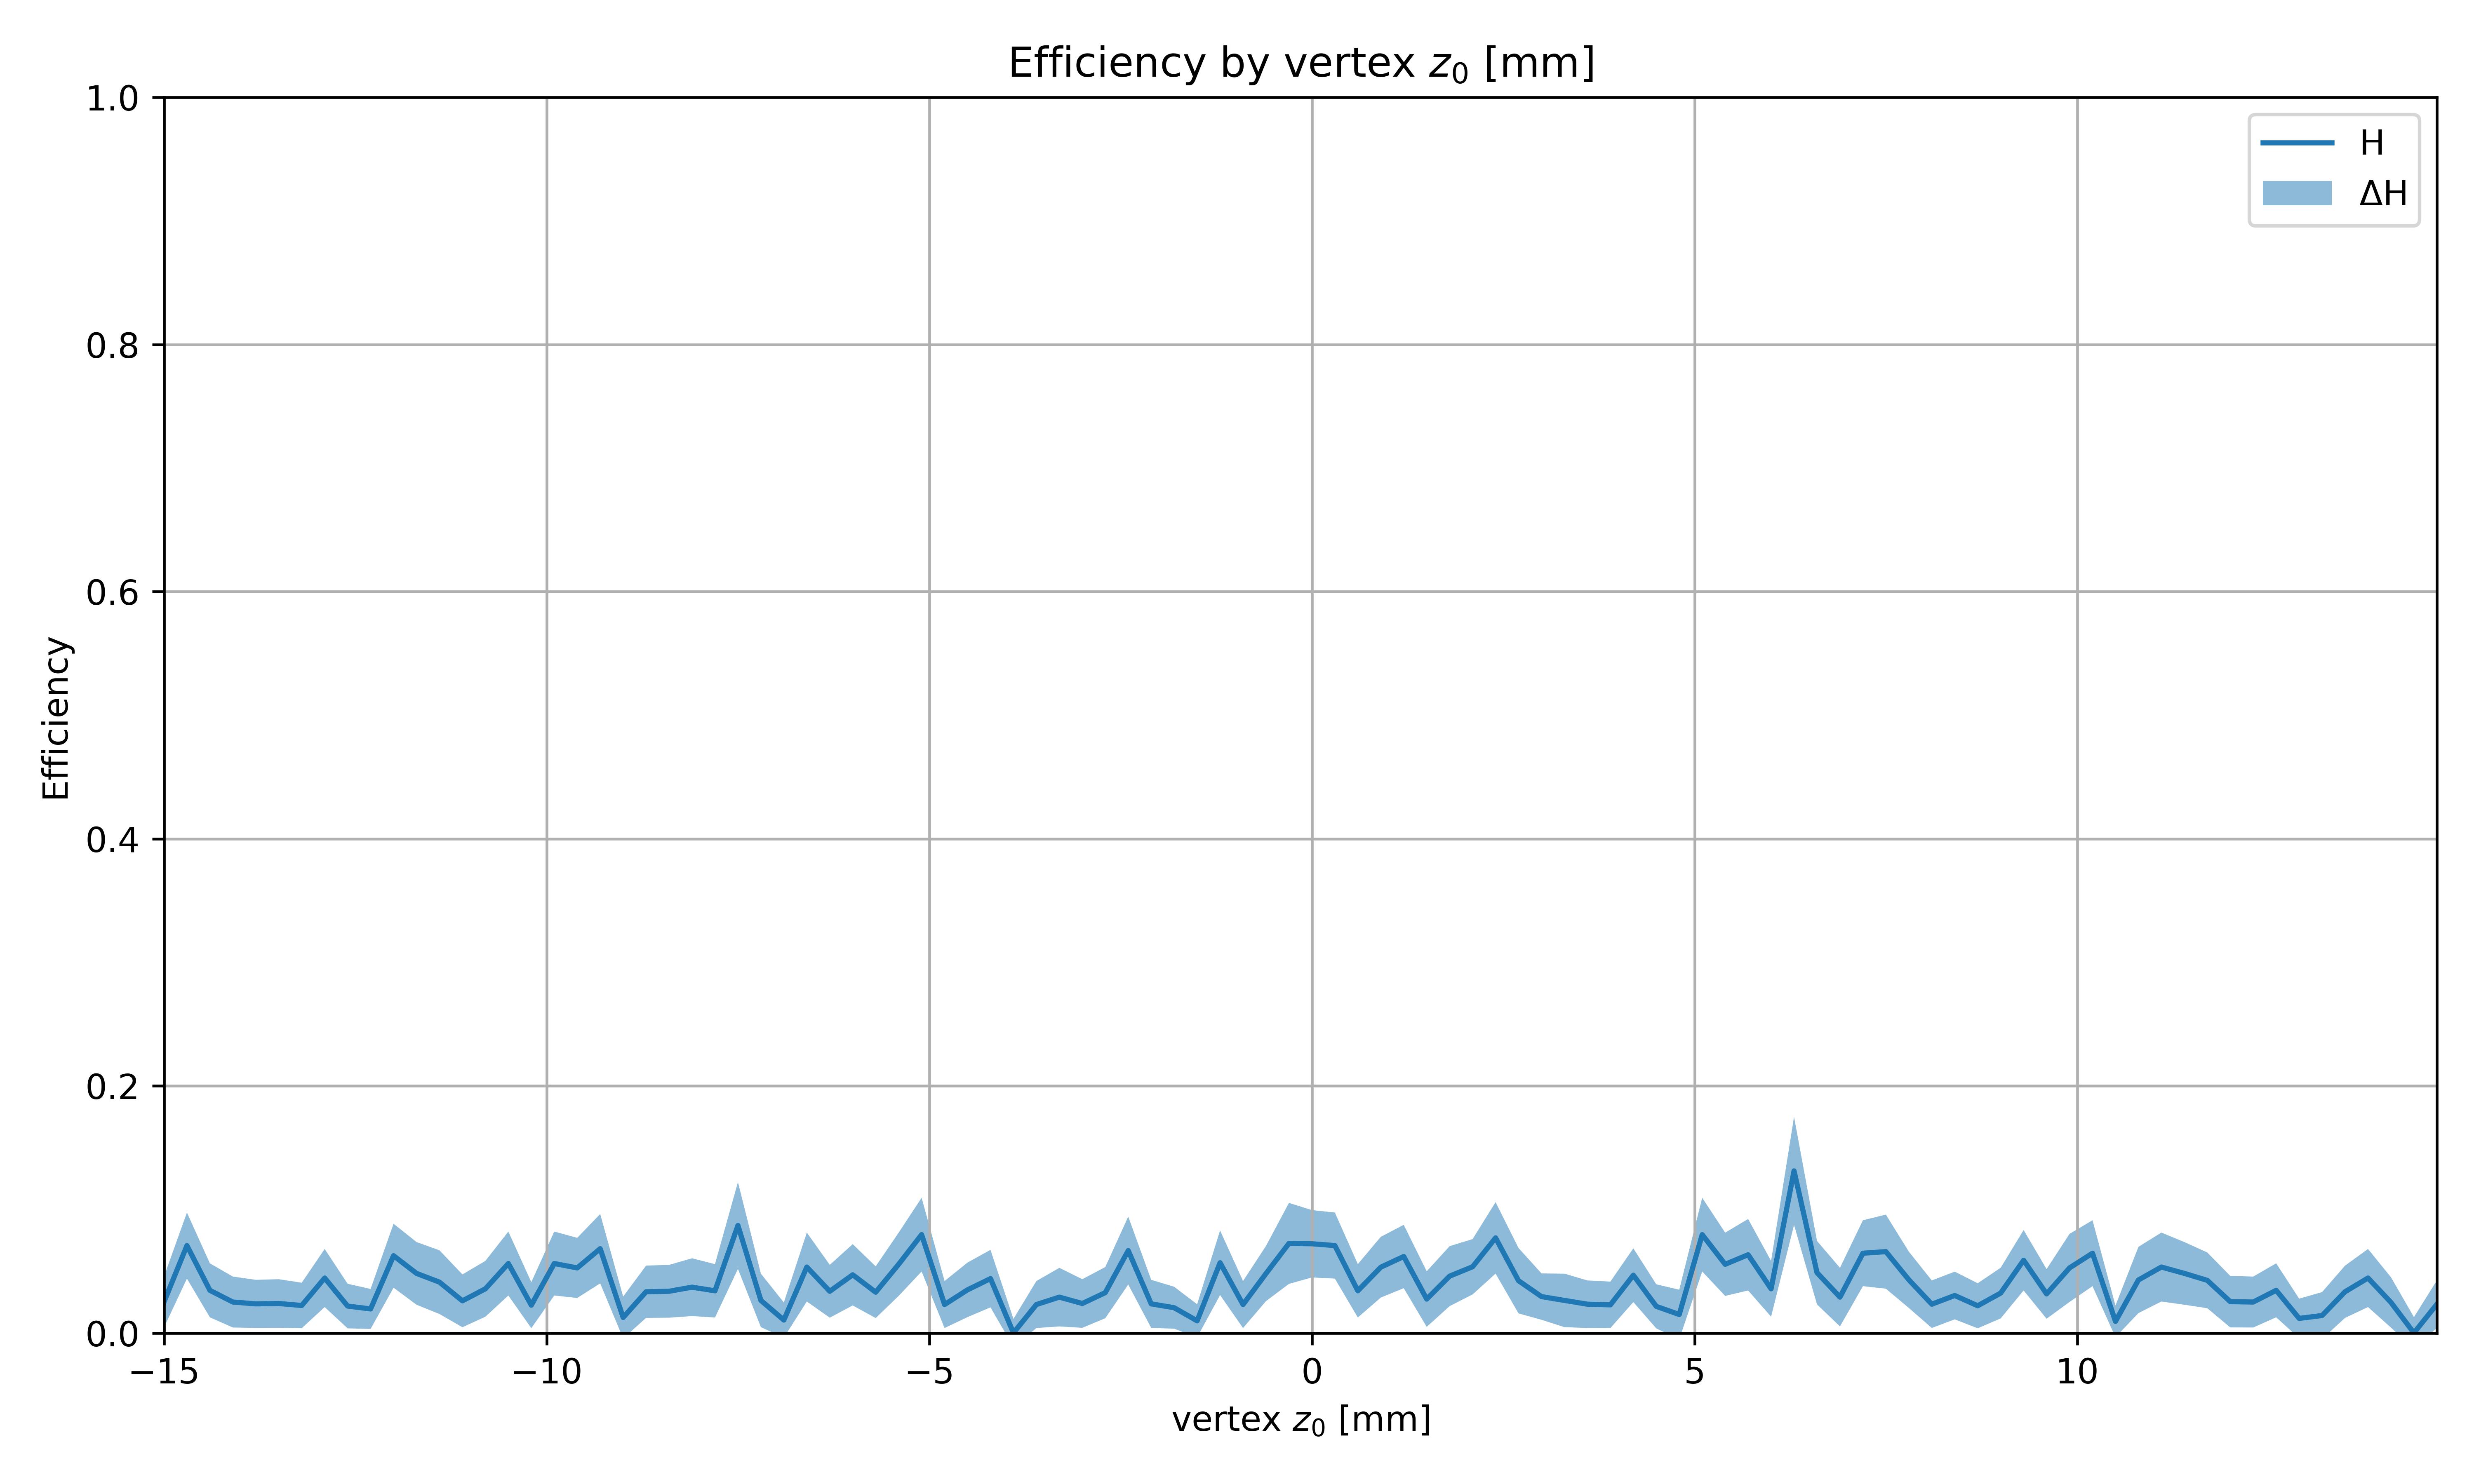 Efficiency by vertex z₀ [mm]
1.0
0.8
0.6
0.4
0.2
0.0
Efficiency
H
ΔH
−15 −10 −5 0 5 10
vertex z₀ [mm]